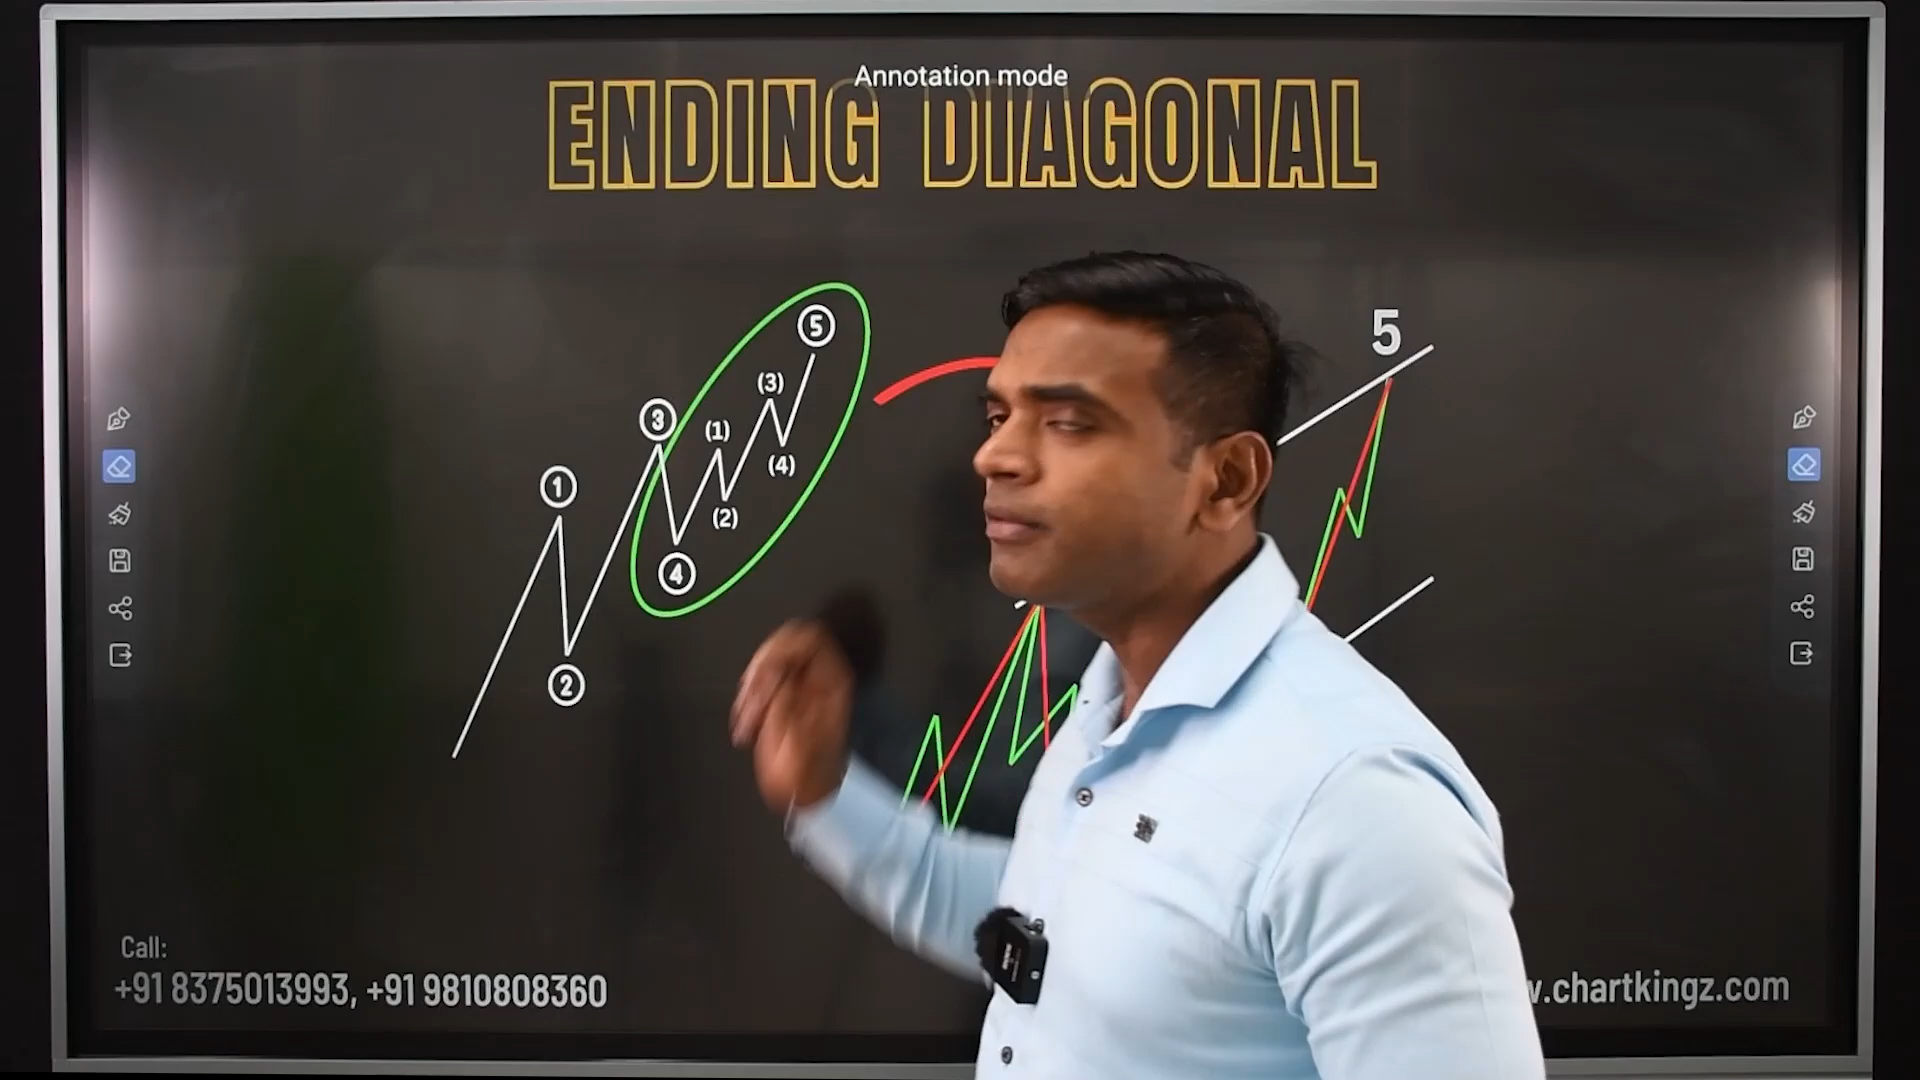 Annotation mode
ENDING DIAGONAL
5
5
(3)
3
(1)
(4)
1
(2)
4
2
Call:
+91 8375013993, +91 9810808360
.chartkingz.com